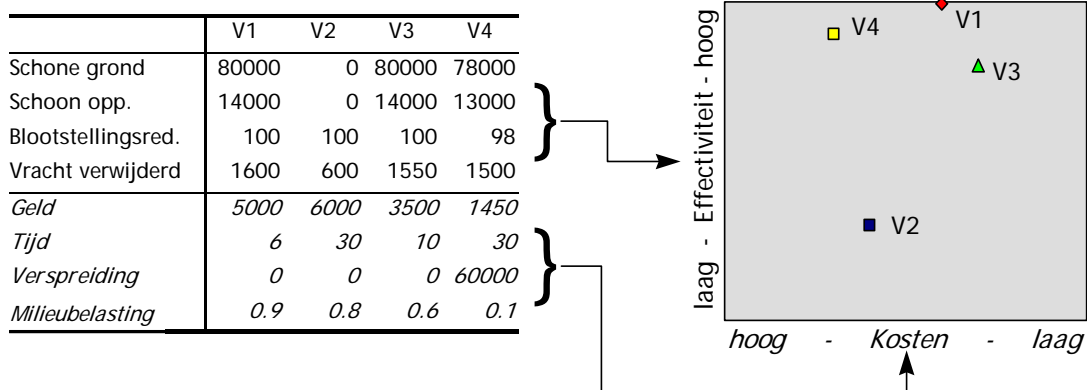 V1 V2 V3 V4
Schone grond 80000 0 80000 78000
Schoon opp. 14000 0 14000 13000
Blootstellingsred. 100 100 100 98
Vracht verwijderd 1600 600 1550 1500
Geld 5000 6000 3500 1450
Tijd 6 30 10 30
Verspreiding 0 0 0 60000
Milieubelasting 0.9 0.8 0.6 0.1
laag - Effectiviteit - hoog
V1
V4
V3
V2
hoog - Kosten - laag